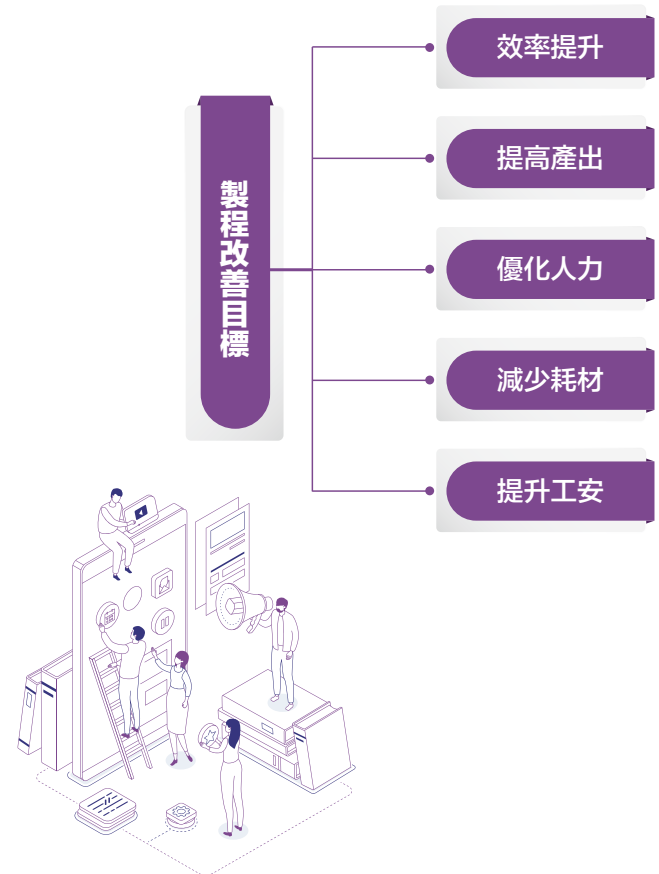 製程改善目標
效率提升
提高產出
優化人力
減少耗材
提升工安